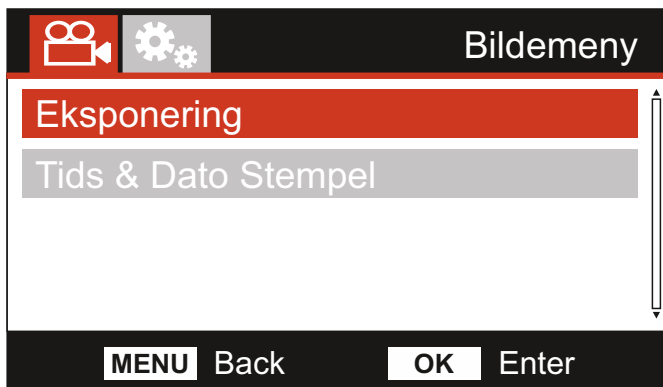 Bildemeny
Eksponering
Tids & Dato Stempel
MENU Back OK Enter